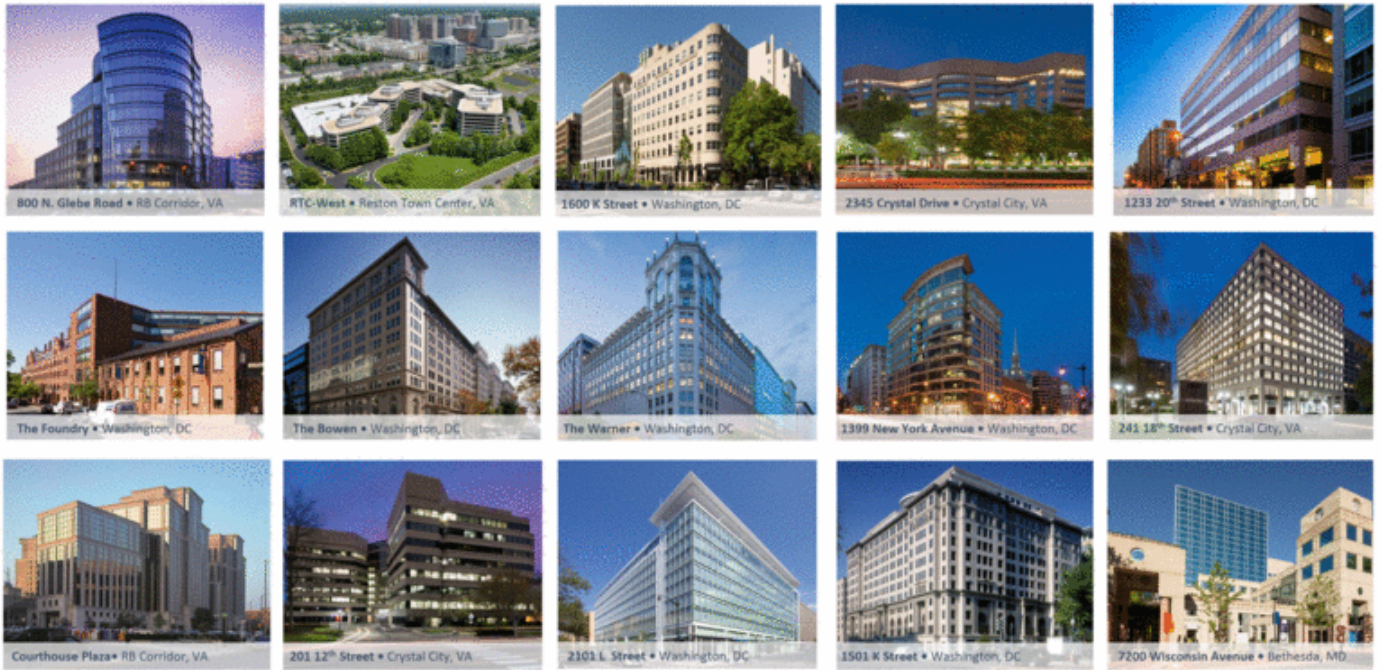 800 N. Glebe Road • RB Corridor, VA
RTC-West • Reston Town Center, VA
1600 K Street • Washington, DC
2345 Crystal Drive • Crystal City, VA
1233 20th Street • Washington, DC
The Foundry • Washington, DC
The Bowen • Washington, DC
The Warner • Washington, DC
1399 New York Avenue • Washington, DC
241 18th Street • Crystal City, VA
Courthouse Plaza• RB Corridor, VA
201 12th Street • Crystal City, VA
2101 L Street • Washington, DC
1501 K Street • Washington, DC
7200 Wisconsin Avenue • Bethesda, MD